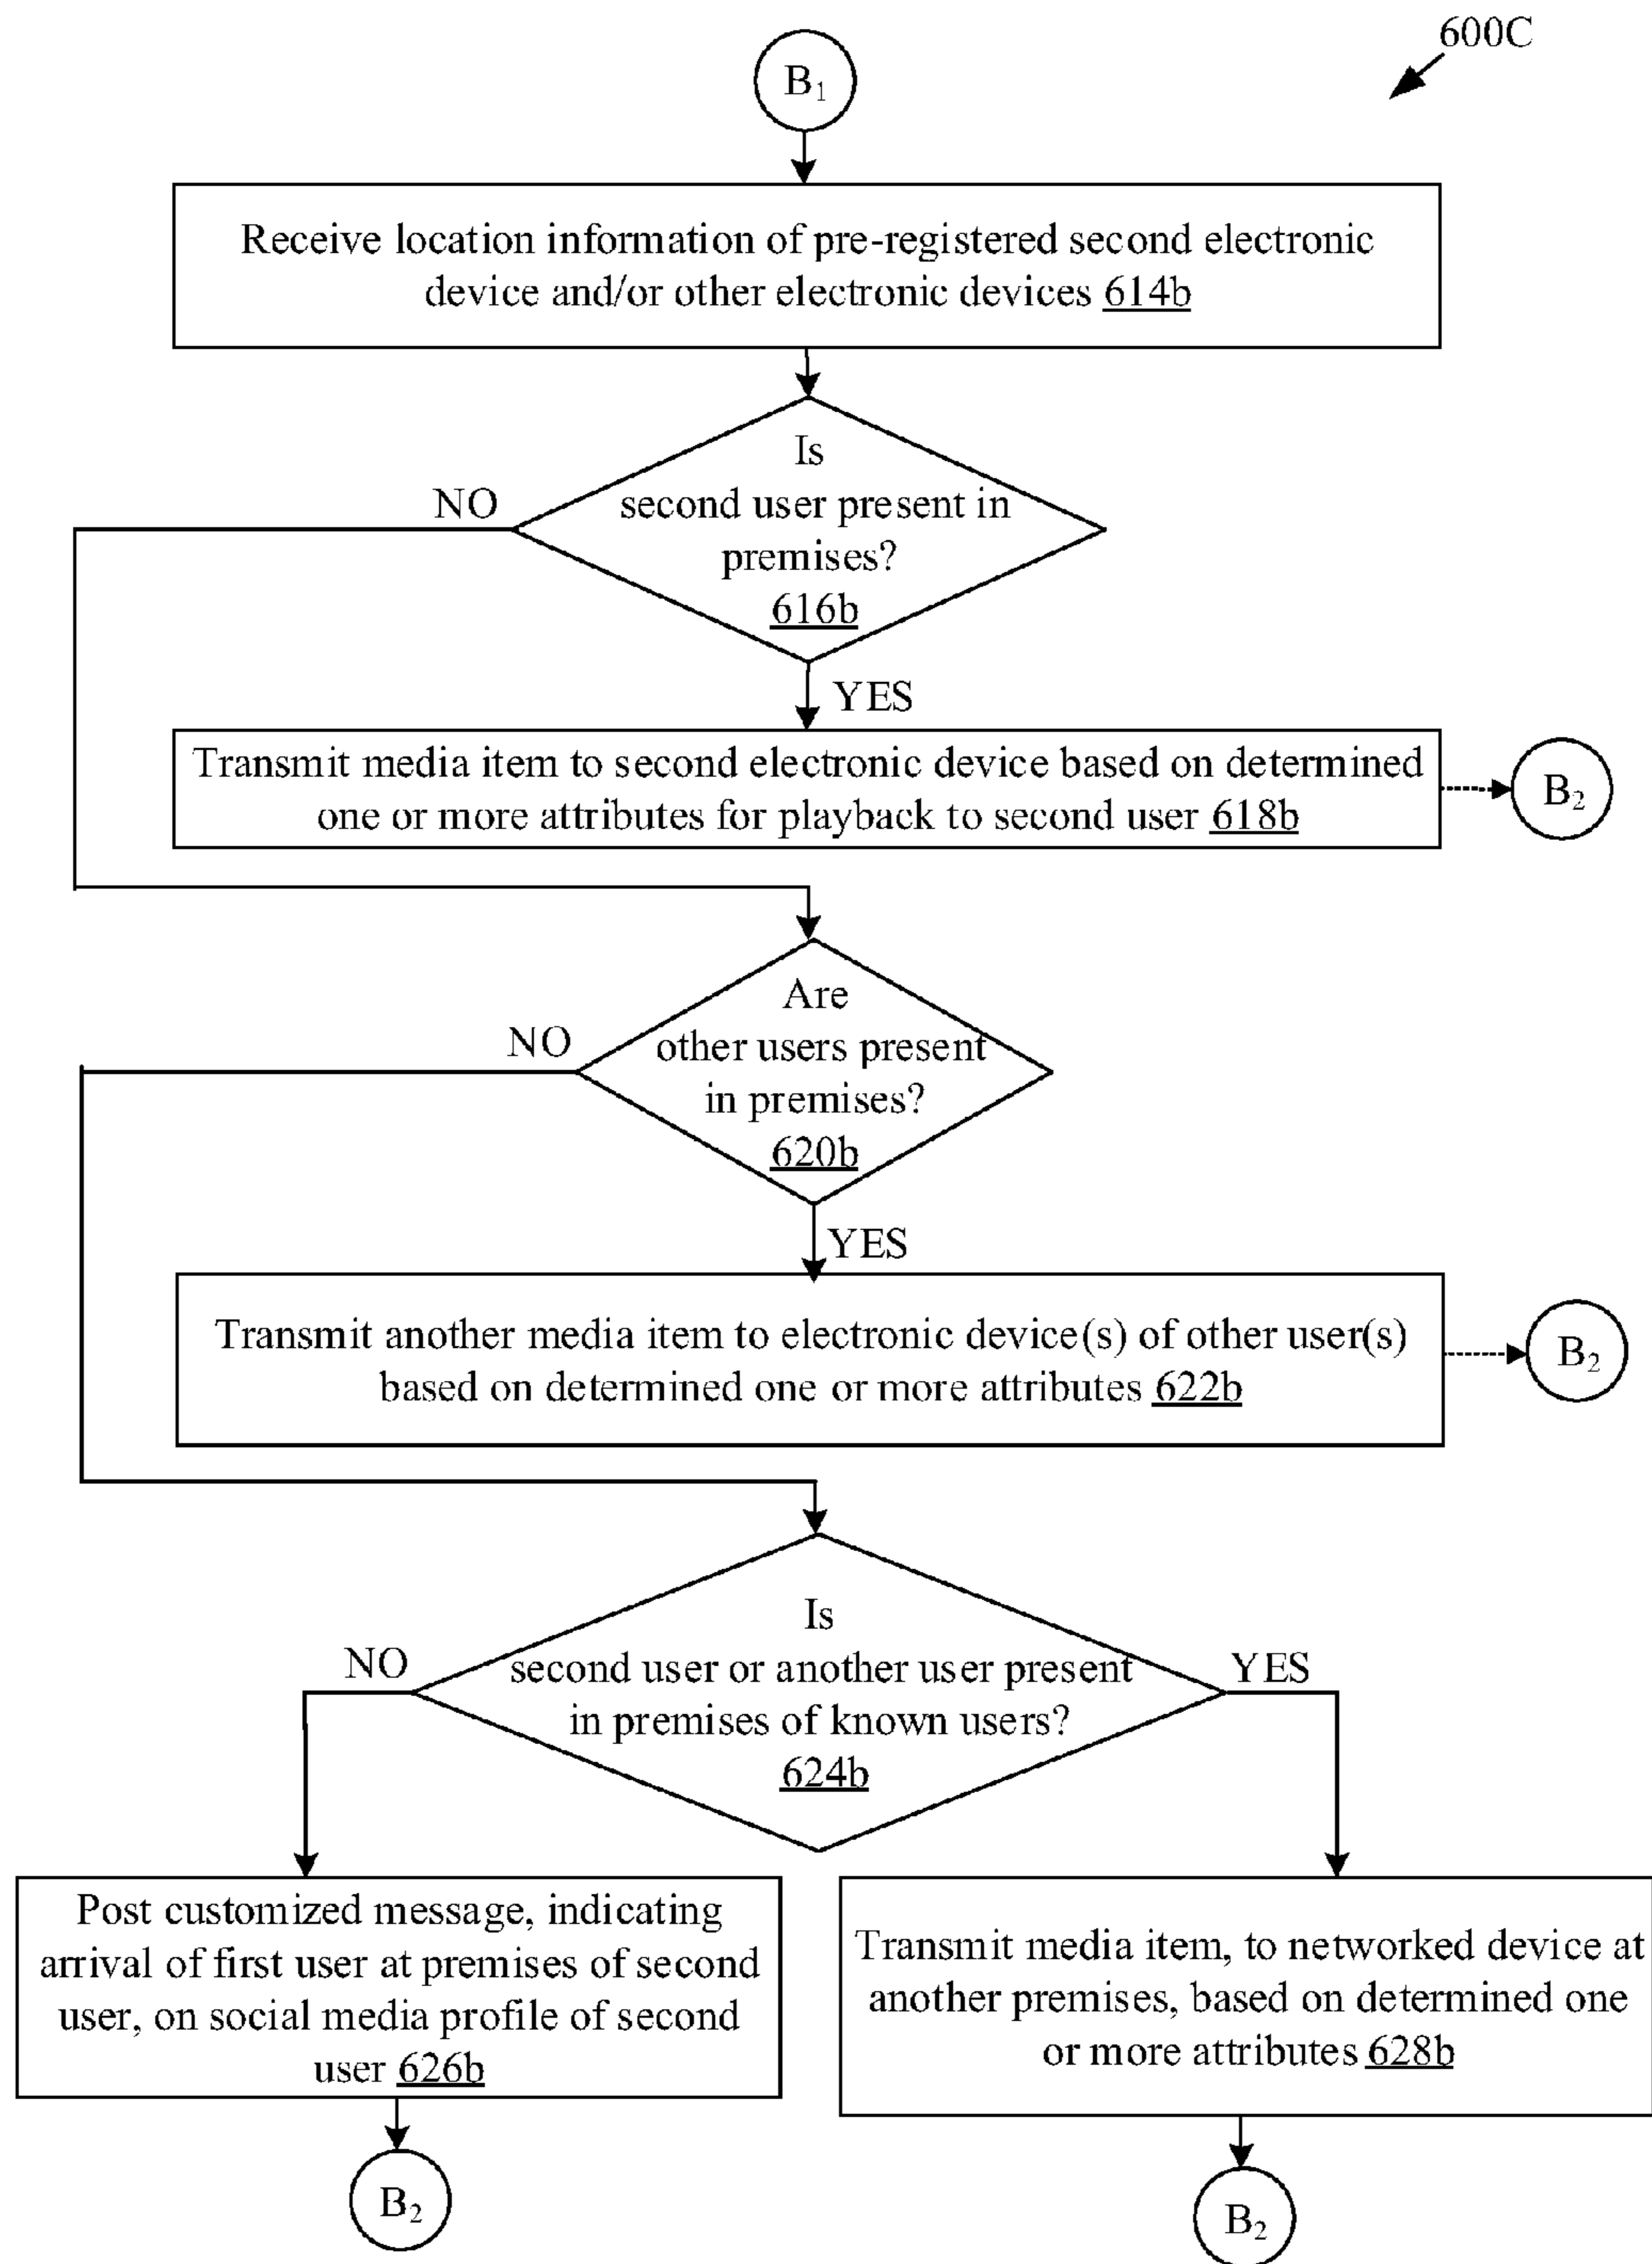 600C
B₁
Receive location information of pre-registered second electronic
device and/or other electronic devices 614b
Is
second user present in
premises?
616b
NO
YES
Transmit media item to second electronic device based on determined
one or more attributes for playback to second user 618b
B₂
Are
other users present
in premises?
620b
NO
YES
Transmit another media item to electronic device(s) of other user(s)
based on determined one or more attributes 622b
B₂
Is
second user or another user present
in premises of known users?
624b
NO
YES
Post customized message, indicating
arrival of first user at premises of second
user, on social media profile of second
user 626b
Transmit media item, to networked device at
another premises, based on determined one
or more attributes 628b
B₂
B₂